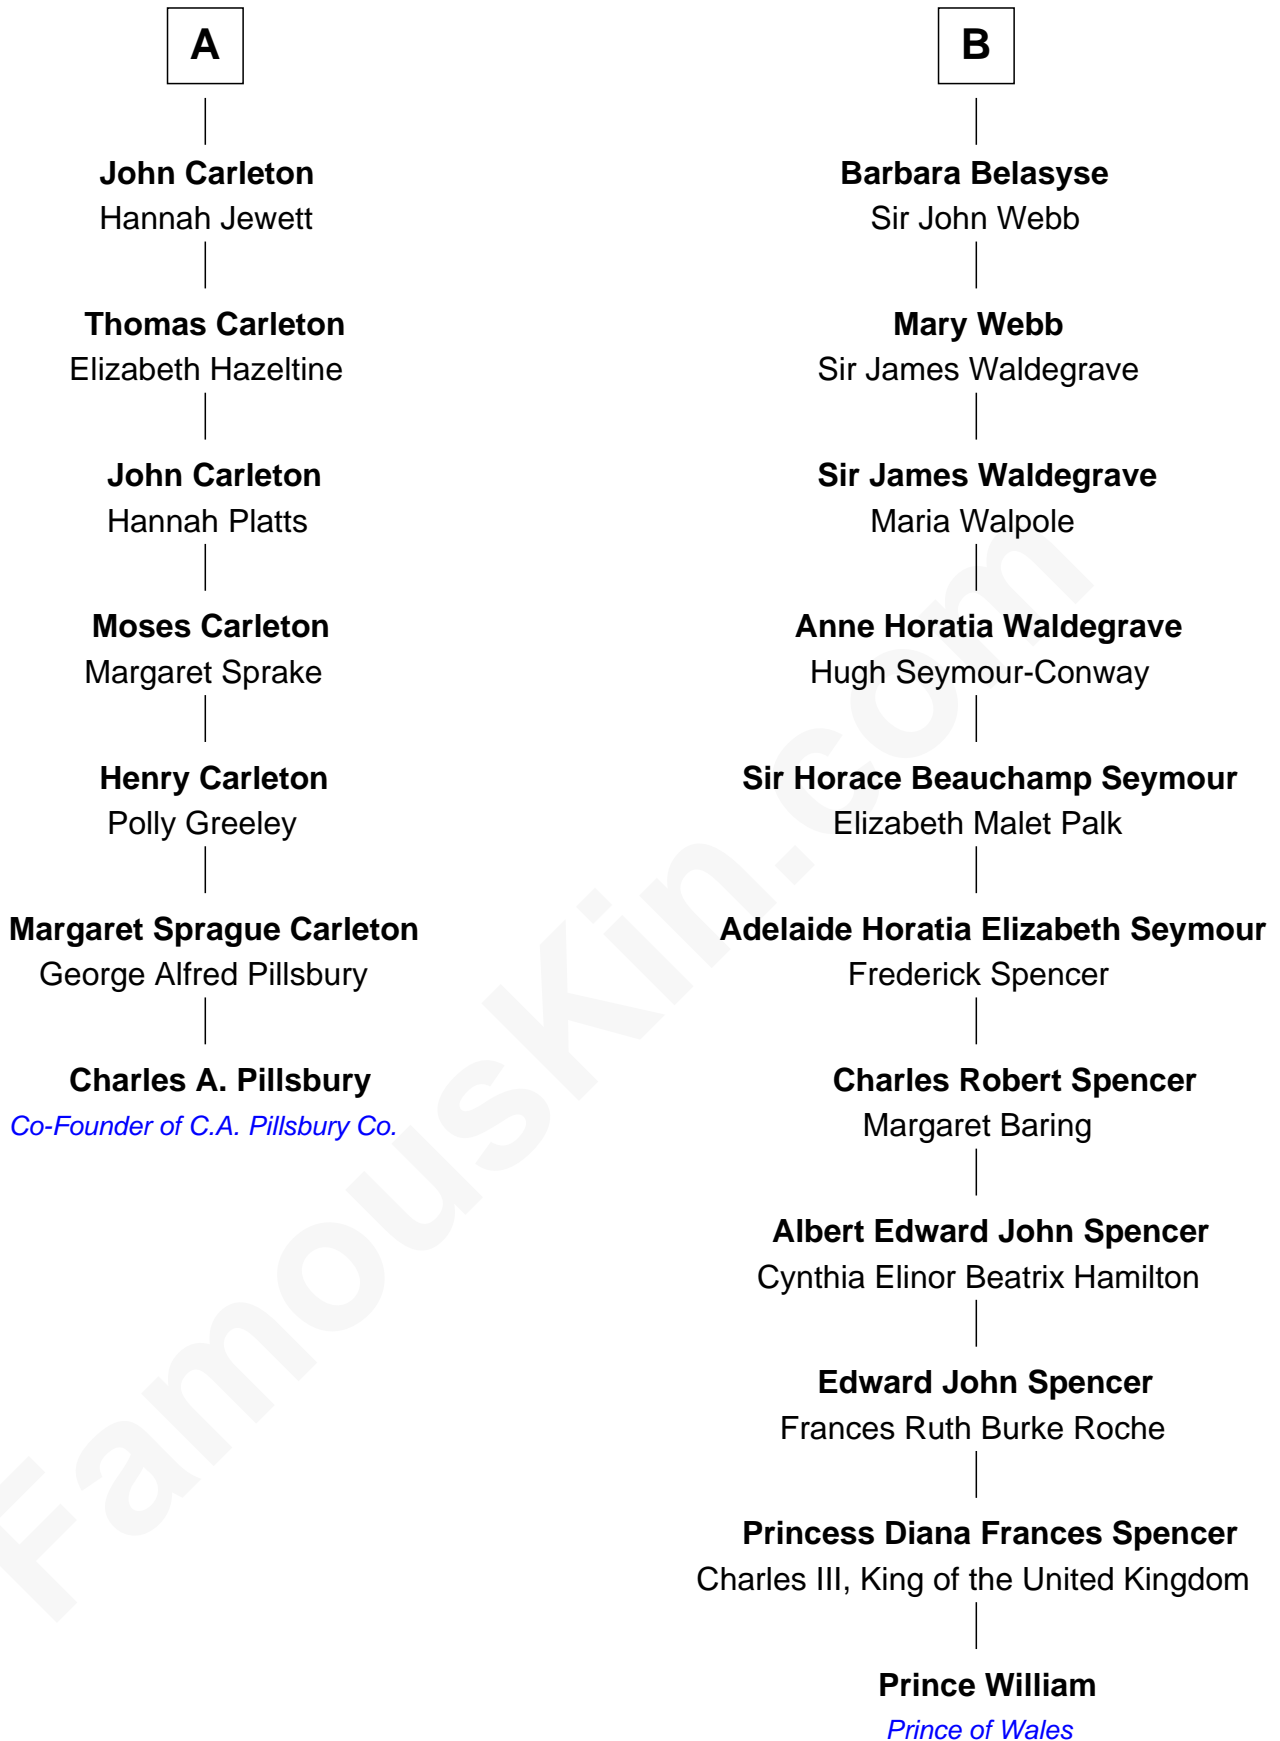 A
John Carleton
Hannah Jewett
Thomas Carleton
Elizabeth Hazeltine
John Carleton
Hannah Platts
Moses Carleton
Margaret Sprake
Henry Carleton
Polly Greeley
Margaret Sprague Carleton
George Alfred Pillsbury
Charles A. Pillsbury
Co-Founder of C.A. Pillsbury Co.
B
Barbara Belasyse
Sir John Webb
Mary Webb
Sir James Waldegrave
Sir James Waldegrave
Maria Walpole
Anne Horatia Waldegrave
Hugh Seymour-Conway
Sir Horace Beauchamp Seymour
Elizabeth Malet Palk
Adelaide Horatia Elizabeth Seymour
Frederick Spencer
Charles Robert Spencer
Margaret Baring
Albert Edward John Spencer
Cynthia Elinor Beatrix Hamilton
Edward John Spencer
Frances Ruth Burke Roche
Princess Diana Frances Spencer
Charles III, King of the United Kingdom
Prince William
Prince of Wales
FamousKin.com